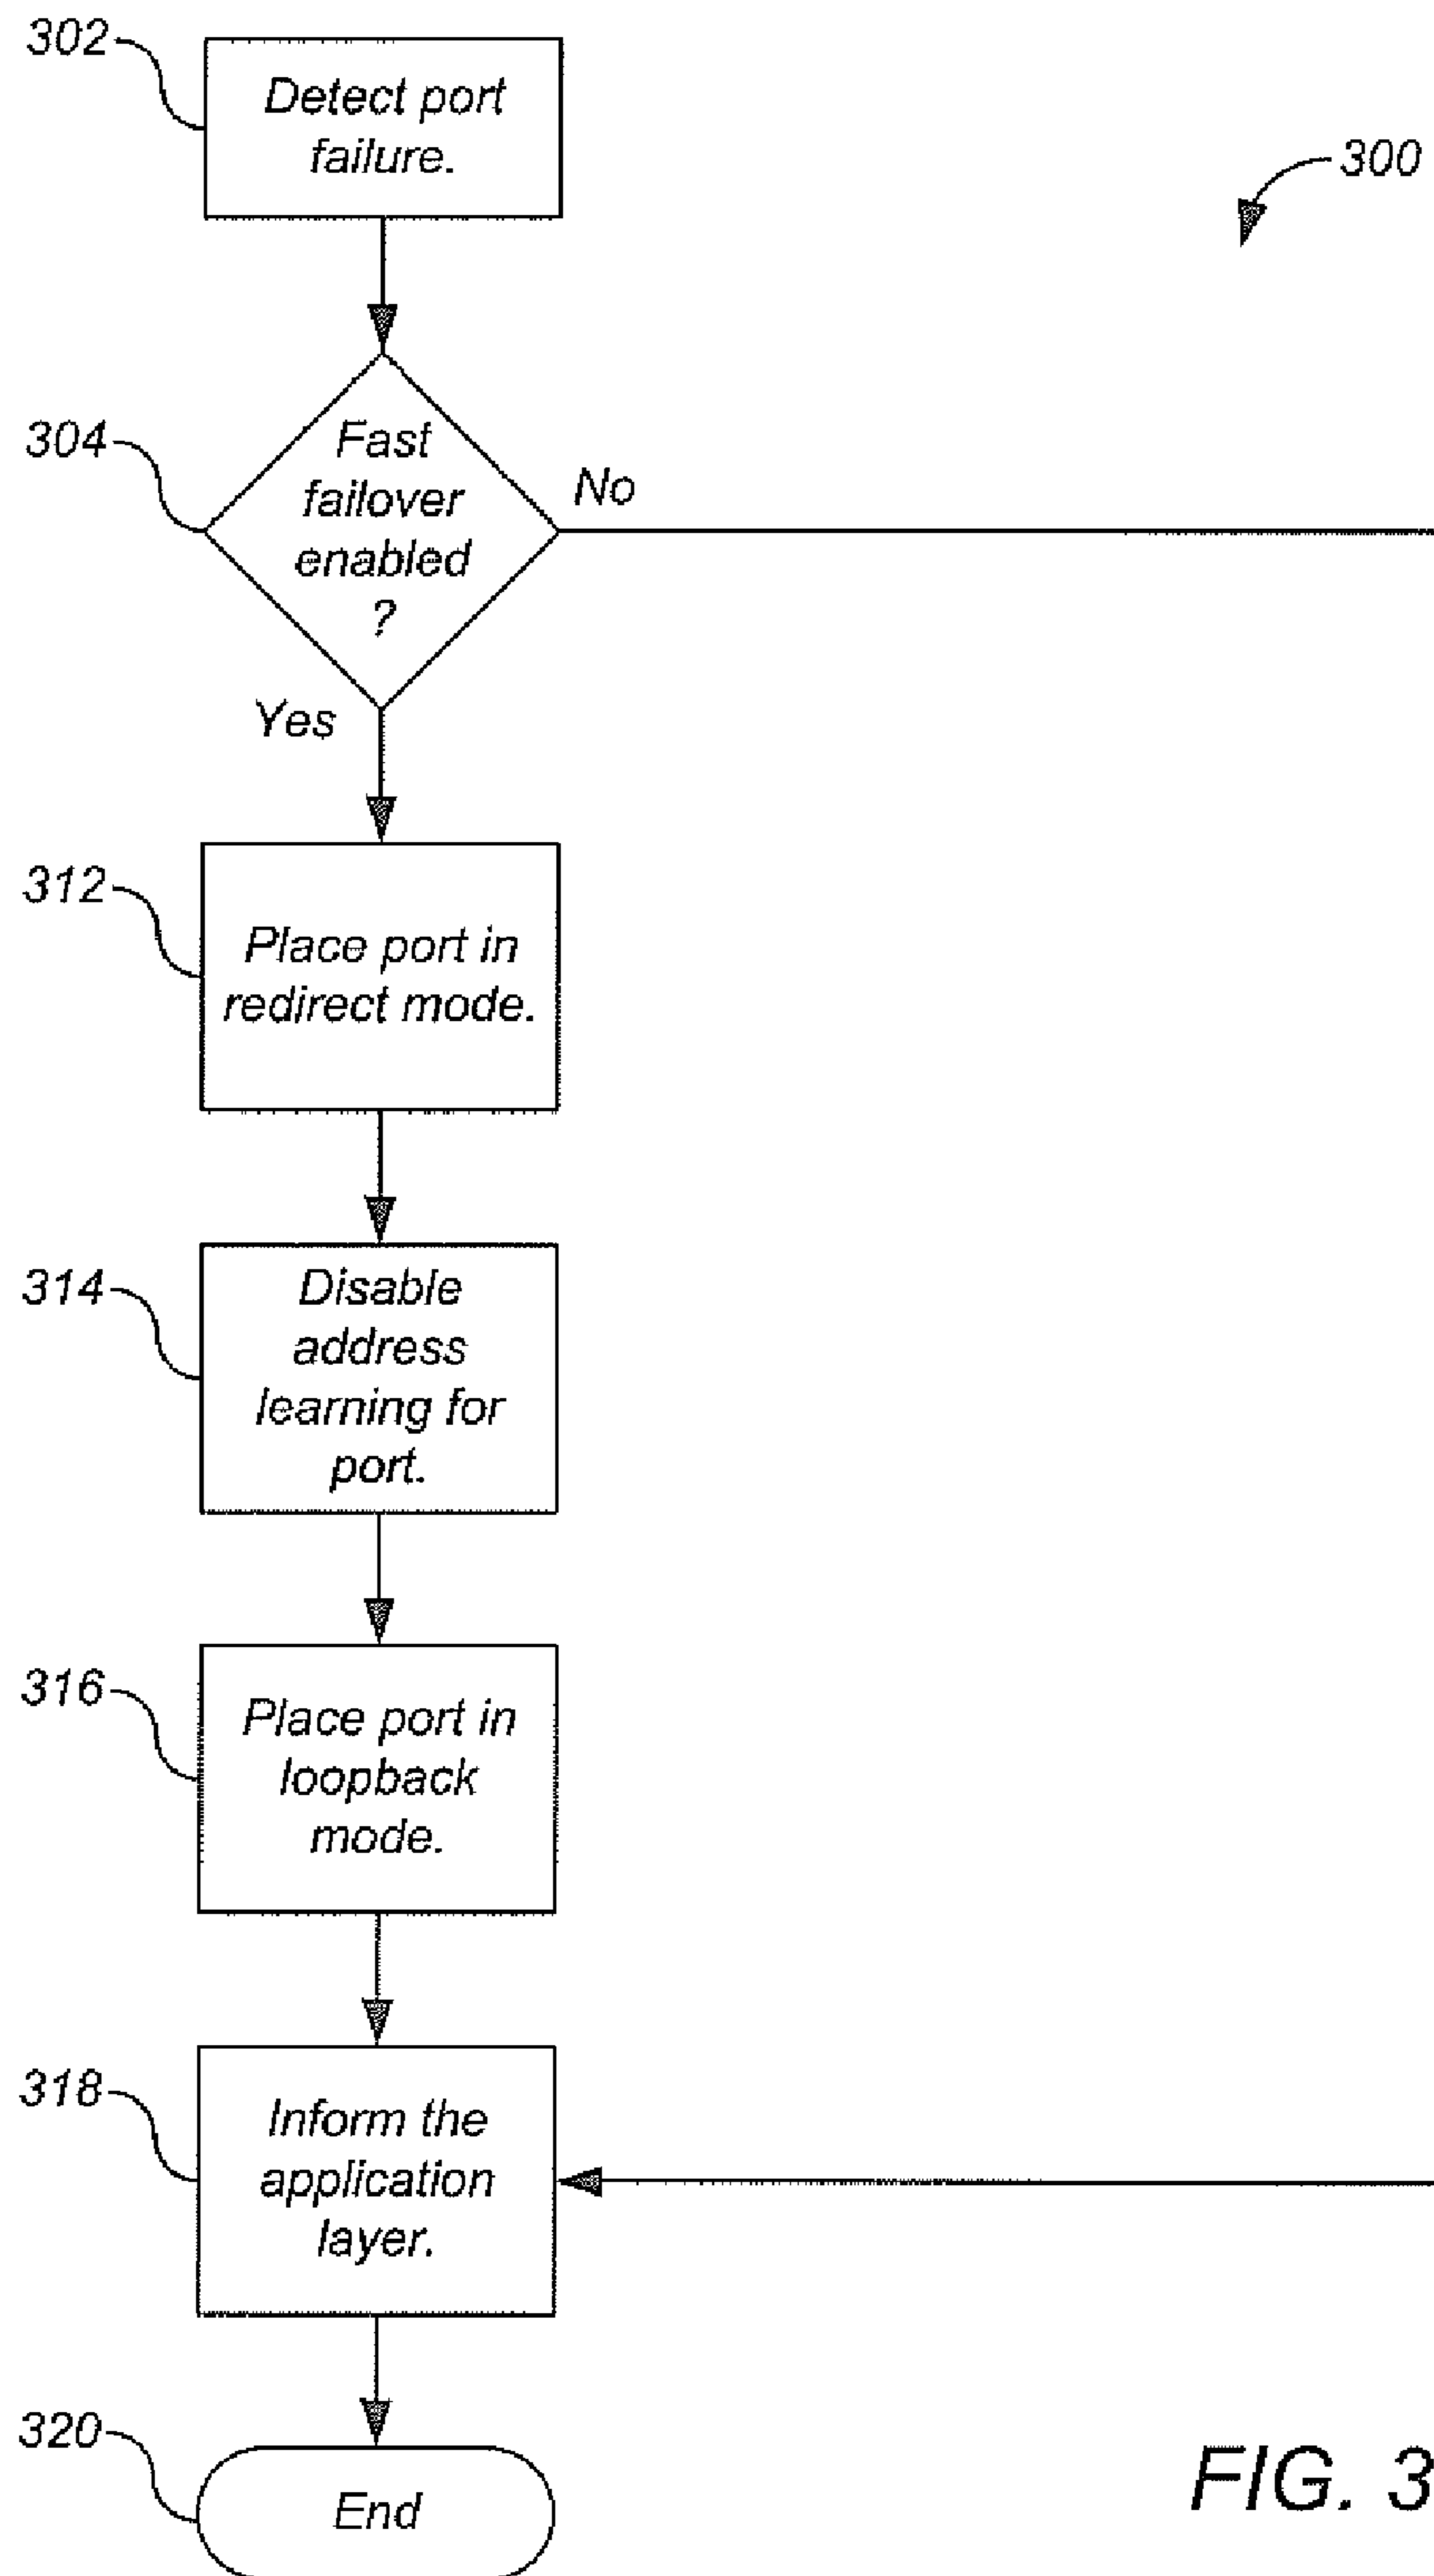 302
Detect port
failure.
300
304
Fast
failover
enabled
?
No
Yes
312
Place port in
redirect mode.
314
Disable
address
learning for
port.
316
Place port in
loopback
mode.
318
Inform the
application
layer.
320
End
FIG. 3